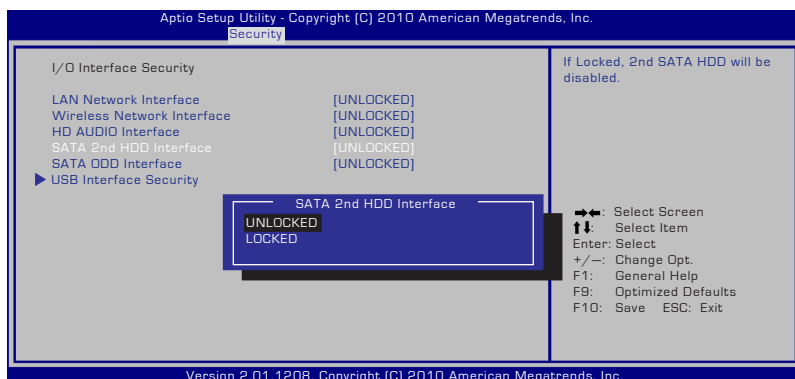 Aptio Setup Utility - Copyright (C) 2010 American Megatrends, Inc.
Security
I/O Interface Security
LAN Network Interface [UNLOCKED]
Wireless Network Interface [UNLOCKED]
HD AUDIO Interface [UNLOCKED]
SATA 2nd HDD Interface [UNLOCKED]
SATA ODD Interface [UNLOCKED]
USB Interface Security
SATA 2nd HDD Interface
UNLOCKED
LOCKED
If Locked, 2nd SATA HDD will be
disabled.
→←: Select Screen
↑↓: Select Item
Enter: Select
+/—: Change Opt.
F1: General Help
F9: Optimized Defaults
F10: Save ESC: Exit
Version 2.01.1208. Copyright (C) 2010 American Megatrends, Inc.